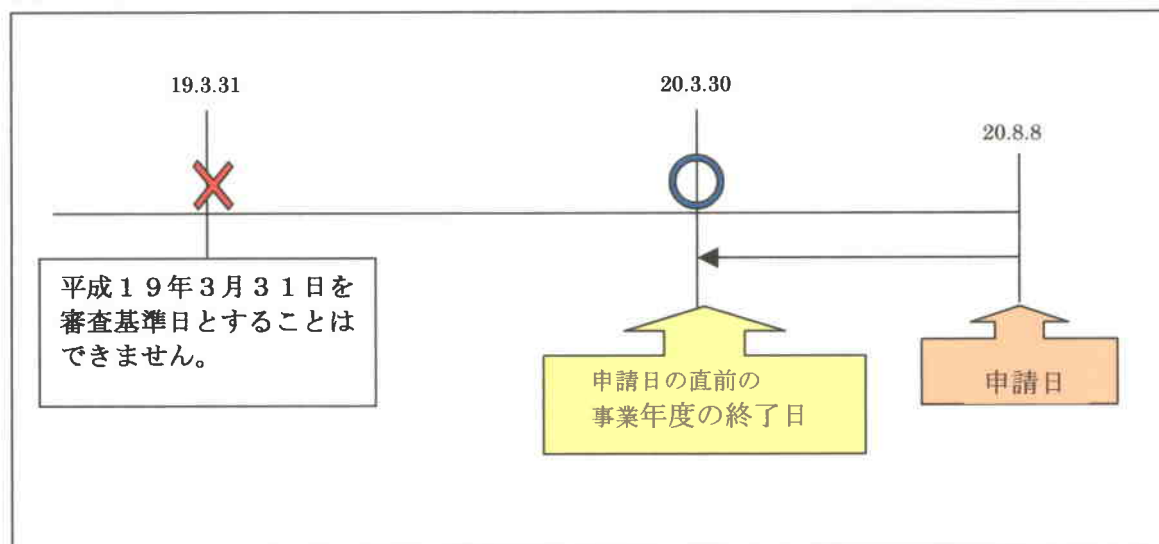 19.3.31
20.3.30
20.8.8
平成１９年３月３１日を
審査基準日とすることは
できません。
申請日の直前の
事業年度の終了日
申請日